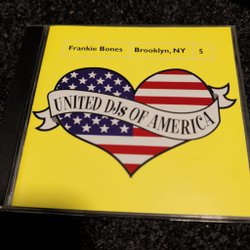 Frankie Bones Brooklyn, NY 5
UNITED DJs OF AMERICA